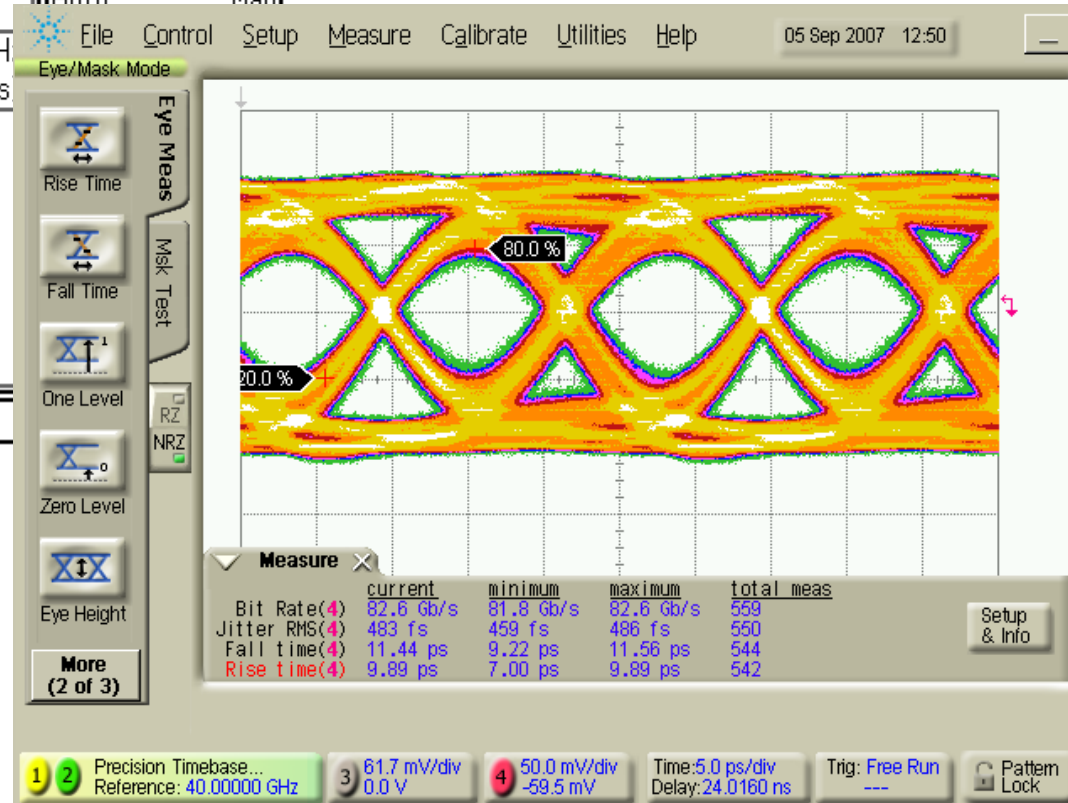 File Control Setup Measure Calibrate Utilities Help 05 Sep 2007 12:50
Eye/Mask Mode
Eye Meas
Msk Test
Rise Time
Fall Time
One Level
Zero Level
Eye Height
More
(2 of 3)
RZ
NRZ
80.0 %
20.0 %
Measure
current minimum maximum total meas
Bit Rate(4) 82.6 Gb/s 81.8 Gb/s 82.6 Gb/s 559
Jitter RMS(4) 483 fs 459 fs 486 fs 550
Fall time(4) 11.44 ps 9.22 ps 11.56 ps 544
Rise time(4) 9.89 ps 7.00 ps 9.89 ps 542
Setup
& Info
1 2 Precision Timebase...
Reference: 40.00000 GHz
3 61.7 mV/div
0.0 V
4 50.0 mV/div
-59.5 mV
Time:5.0 ps/div
Delay:24.0160 ns
Trig: Free Run
---
Pattern
Lock